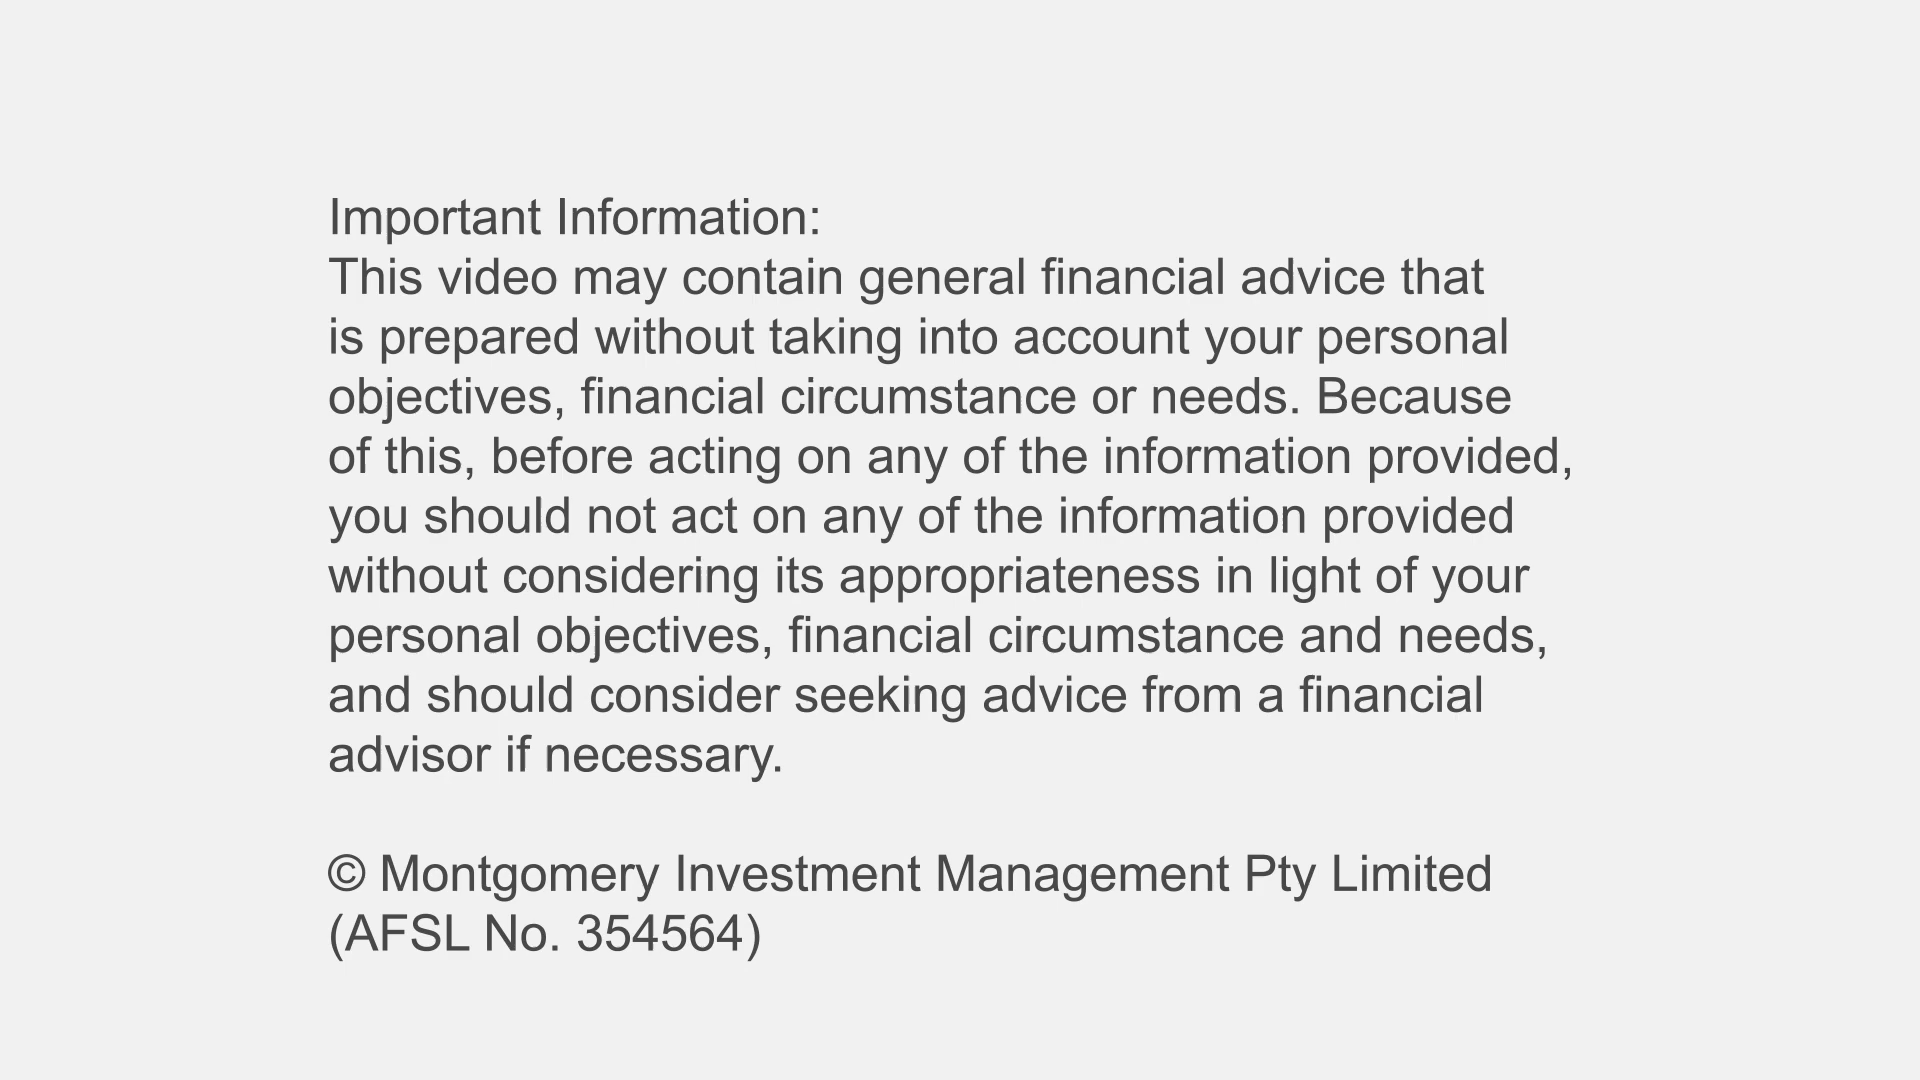 Important Information:
This video may contain general financial advice that
is prepared without taking into account your personal
objectives, financial circumstance or needs. Because
of this, before acting on any of the information provided,
you should not act on any of the information provided
without considering its appropriateness in light of your
personal objectives, financial circumstance and needs,
and should consider seeking advice from a financial
advisor if necessary.
© Montgomery Investment Management Pty Limited
(AFSL No. 354564)